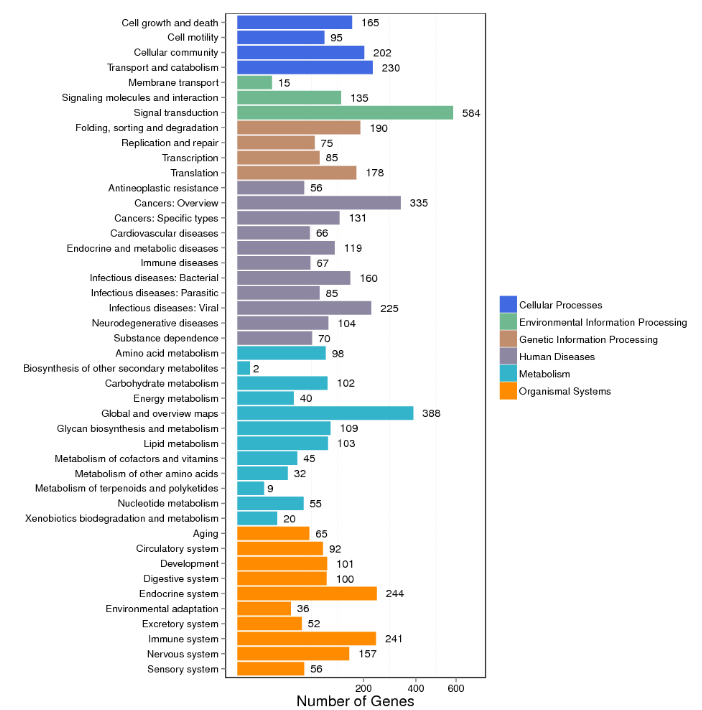 Cell growth and death 165
Cell motility 95
Cellular community 202
Transport and catabolism 230
Membrane transport 15
Signaling molecules and interaction 135
Signal transduction 584
Folding, sorting and degradation 190
Replication and repair 75
Transcription 85
Translation 178
Antineoplastic resistance 56
Cancers: Overview 335
Cancers: Specific types 131
Cardiovascular diseases 66
Endocrine and metabolic diseases 119
Immune diseases 67
Infectious diseases: Bacterial 160
Infectious diseases: Parasitic 85
Infectious diseases: Viral 225
Neurodegenerative diseases 104
Substance dependence 70
Amino acid metabolism 98
Biosynthesis of other secondary metabolites 2
Carbohydrate metabolism 102
Energy metabolism 40
Global and overview maps 388
Glycan biosynthesis and metabolism 109
Lipid metabolism 103
Metabolism of cofactors and vitamins 45
Metabolism of other amino acids 32
Metabolism of terpenoids and polyketides 9
Nucleotide metabolism 55
Xenobiotics biodegradation and metabolism 20
Aging 65
Circulatory system 92
Development 101
Digestive system 100
Endocrine system 244
Environmental adaptation 36
Excretory system 52
Immune system 241
Nervous system 157
Sensory system 56
200 400 600
Number of Genes
Cellular Processes
Environmental Information Processing
Genetic Information Processing
Human Diseases
Metabolism
Organismal Systems